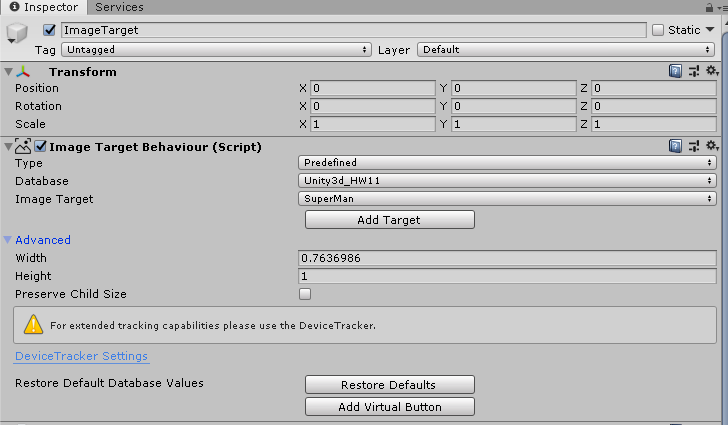 Inspector Services
ImageTarget Static
Tag Untagged Layer Default
Transform
Position X 0 Y 0 Z 0
Rotation X 0 Y 0 Z 0
Scale X 1 Y 1 Z 1
Image Target Behaviour (Script)
Type Predefined
Database Unity3d_HW11
Image Target SuperMan
Add Target
Advanced
Width 0.7636986
Height 1
Preserve Child Size
For extended tracking capabilities please use the DeviceTracker.
DeviceTracker Settings
Restore Default Database Values Restore Defaults
Add Virtual Button